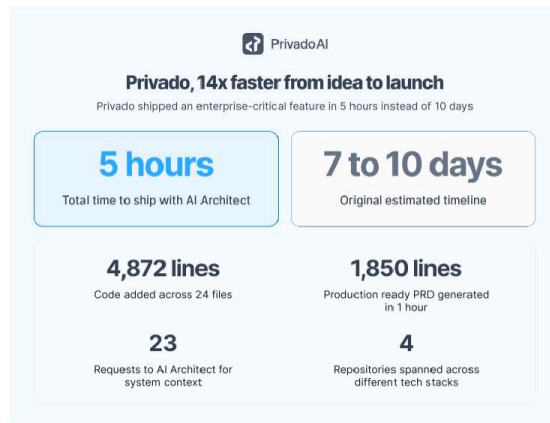 Privado AI
Privado, 14x faster from idea to launch
Privado shipped an enterprise-critical feature in 5 hours instead of 10 days
5 hours
Total time to ship with AI Architect
7 to 10 days
Original estimated timeline
4,872 lines
Code added across 24 files
1,850 lines
Production ready PRD generated
in 1 hour
23
Requests to AI Architect for
system context
4
Repositories spanned across
different tech stacks